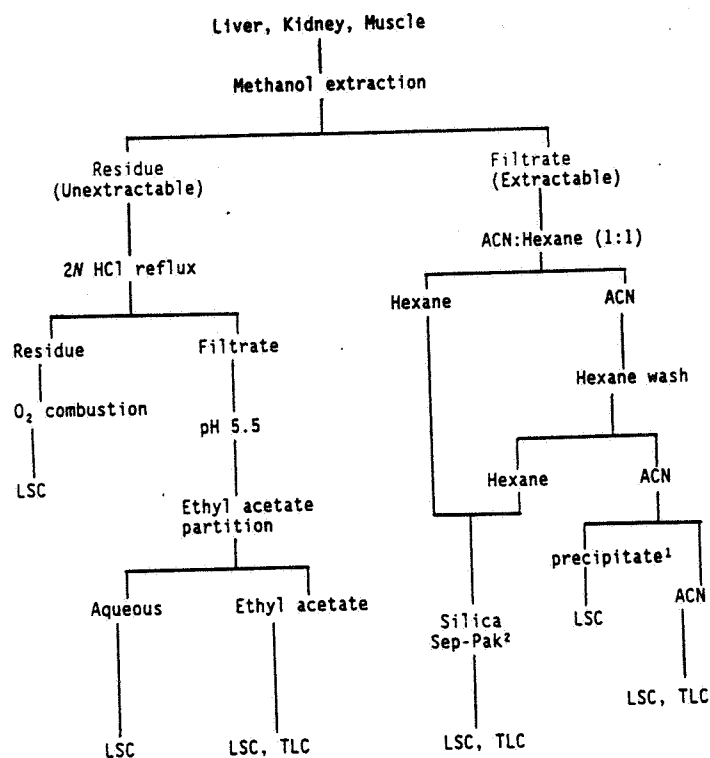 Liver, Kidney, Muscle
Methanol extraction
Residue
(Unextractable)
Filtrate
(Extractable)
ACN:Hexane (1:1)
2N HCl reflux
Hexane
ACN
Residue
Filtrate
Hexane wash
O₂ combustion
pH 5.5
LSC
Hexane
ACN
Ethyl acetate
partition
precipitate¹
Aqueous
Ethyl acetate
ACN
Silica
Sep-Pak²
LSC
LSC, TLC
LSC
LSC, TLC
LSC, TLC